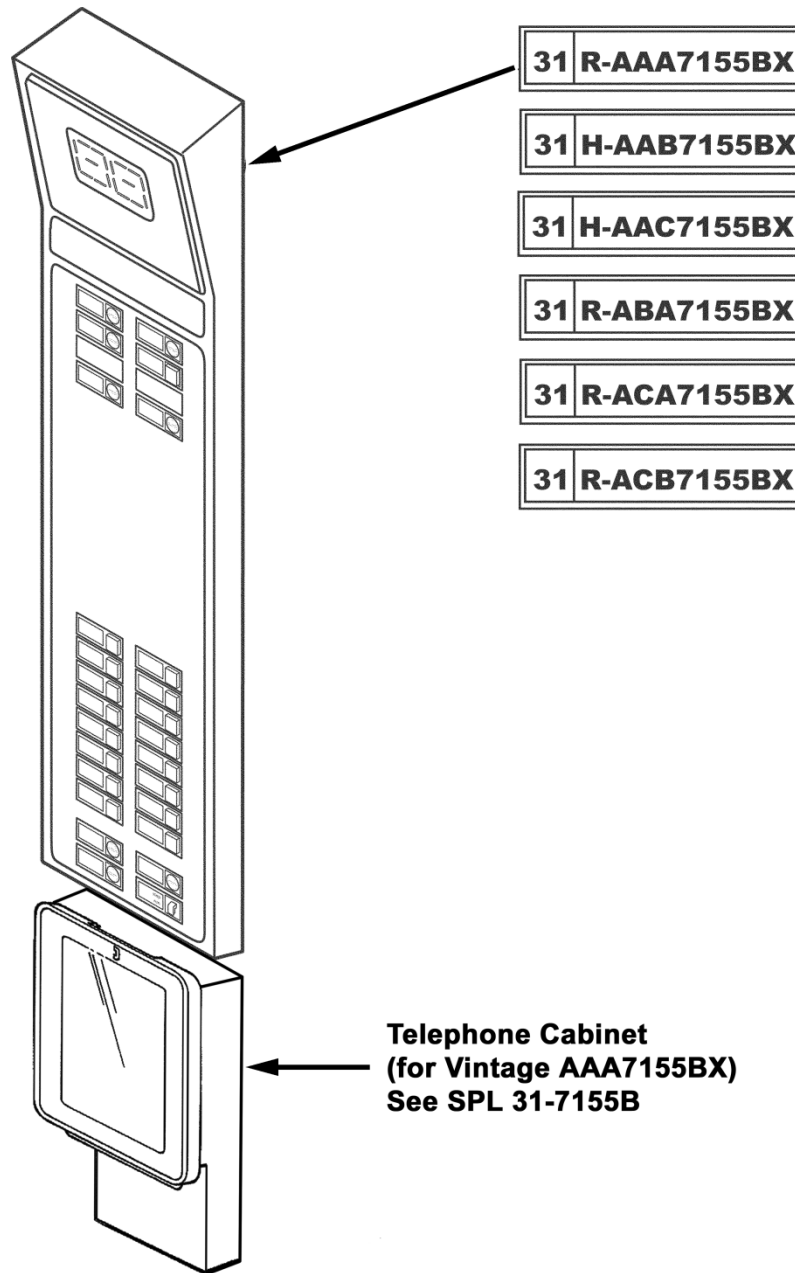 31 R-AAA7155BX
31 H-AAB7155BX
31 H-AAC7155BX
31 R-ABA7155BX
31 R-ACA7155BX
31 R-ACB7155BX
Telephone Cabinet
(for Vintage AAA7155BX)
See SPL 31-7155B